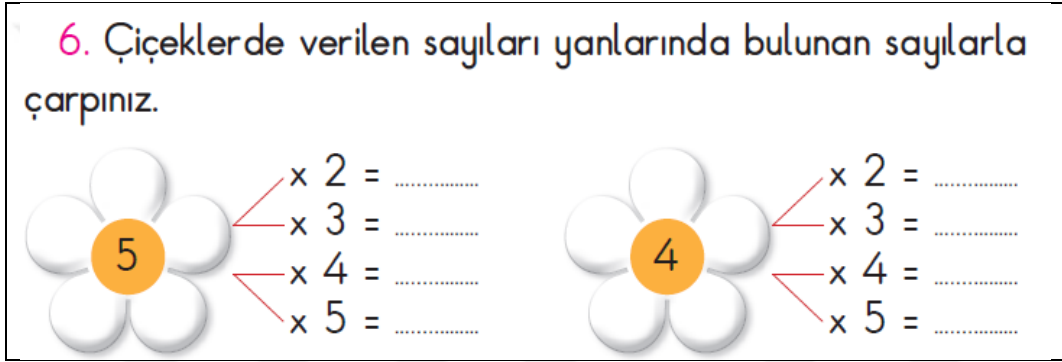 6. Çiçeklerde verilen sayıları yanlarında bulunan sayılarla
çarpınız.
5
x 2 = ................
x 3 = ................
x 4 = ................
x 5 = ................
4
x 2 = ................
x 3 = ................
x 4 = ................
x 5 = ................